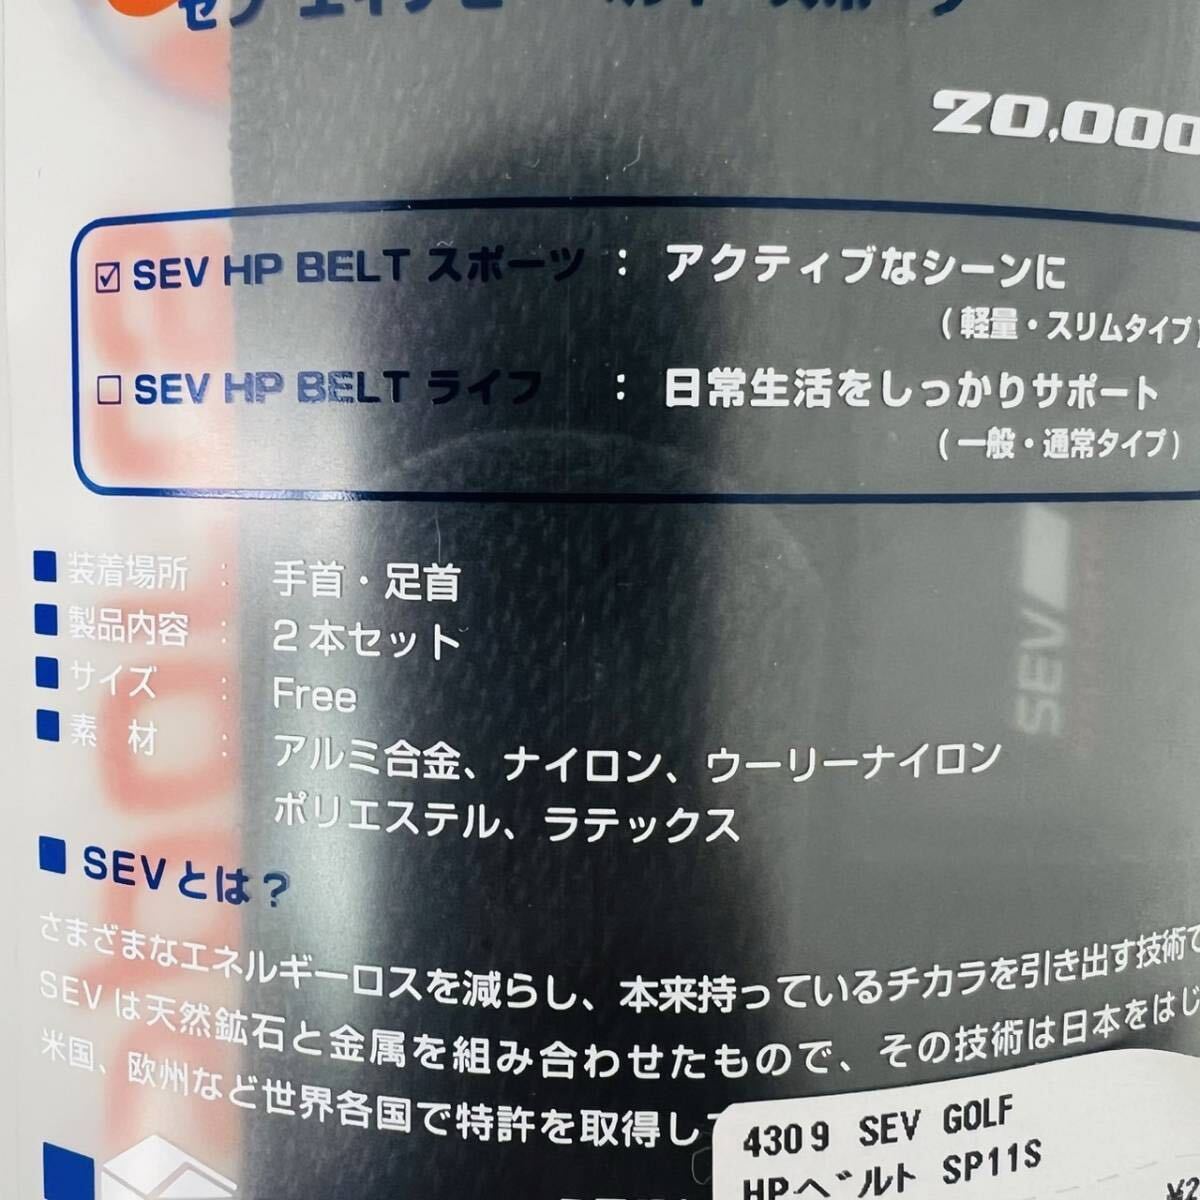 20,000
☑ SEV HP BELT スポーツ : アクティブなシーンに
(軽量・スリムタイプ)
☐ SEV HP BELT ライフ : 日常生活をしっかりサポート
(一般・通常タイプ)
■ 装着場所 : 手首・足首
■ 製品内容 : 2本セット
■ サイズ : Free
■ 素 材 : アルミ合金、ナイロン、ウーリーナイロン
ポリエステル、ラテックス
SEV
■ SEVとは?
さまざまなエネルギーロスを減らし、本来持っているチカラを引き出す技術で
SEVは天然鉱石と金属を組み合わせたもので、その技術は日本をはじ
米国、欧州など世界各国で特許を取得し
4309 SEV GOLF
HPベルト SP11S
¥2